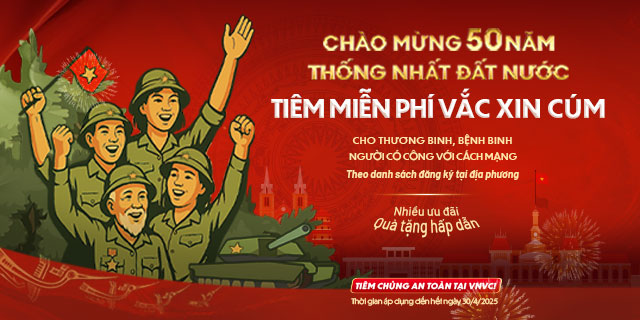 CHÀO MỪNG 50 NĂM
THỐNG NHẤT ĐẤT NƯỚC
TIÊM MIỄN PHÍ VẮC XIN CÚM
CHO THƯƠNG BINH, BỆNH BINH
NGƯỜI CÓ CÔNG VỚI CÁCH MẠNG
Theo danh sách đăng ký tại địa phương
Nhiều ưu đãi
Quà tặng hấp dẫn
TIÊM CHỦNG AN TOÀN TẠI VNVC!
Thời gian áp dụng đến hết ngày 30/4/2025